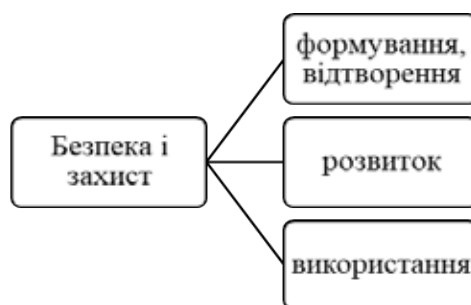 Безпека і
захист
формування,
відтворення
розвиток
використання